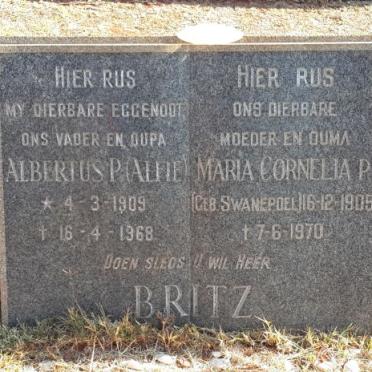 HIER RUS
MY DIERBARE EGGENOOT
ONS VADER EN OUPA
ALBERTUS P. (ALFIE)
* 4-3-1909
† 16-4-1968
HIER RUS
ONS DIERBARE
MOEDER EN OUMA
MARIA CORNELIA P.
(GEB. SWANEPOEL) 16-12-1905
† 7-6-1970
DOEN SLEGS U WIL HEER
BRITZ